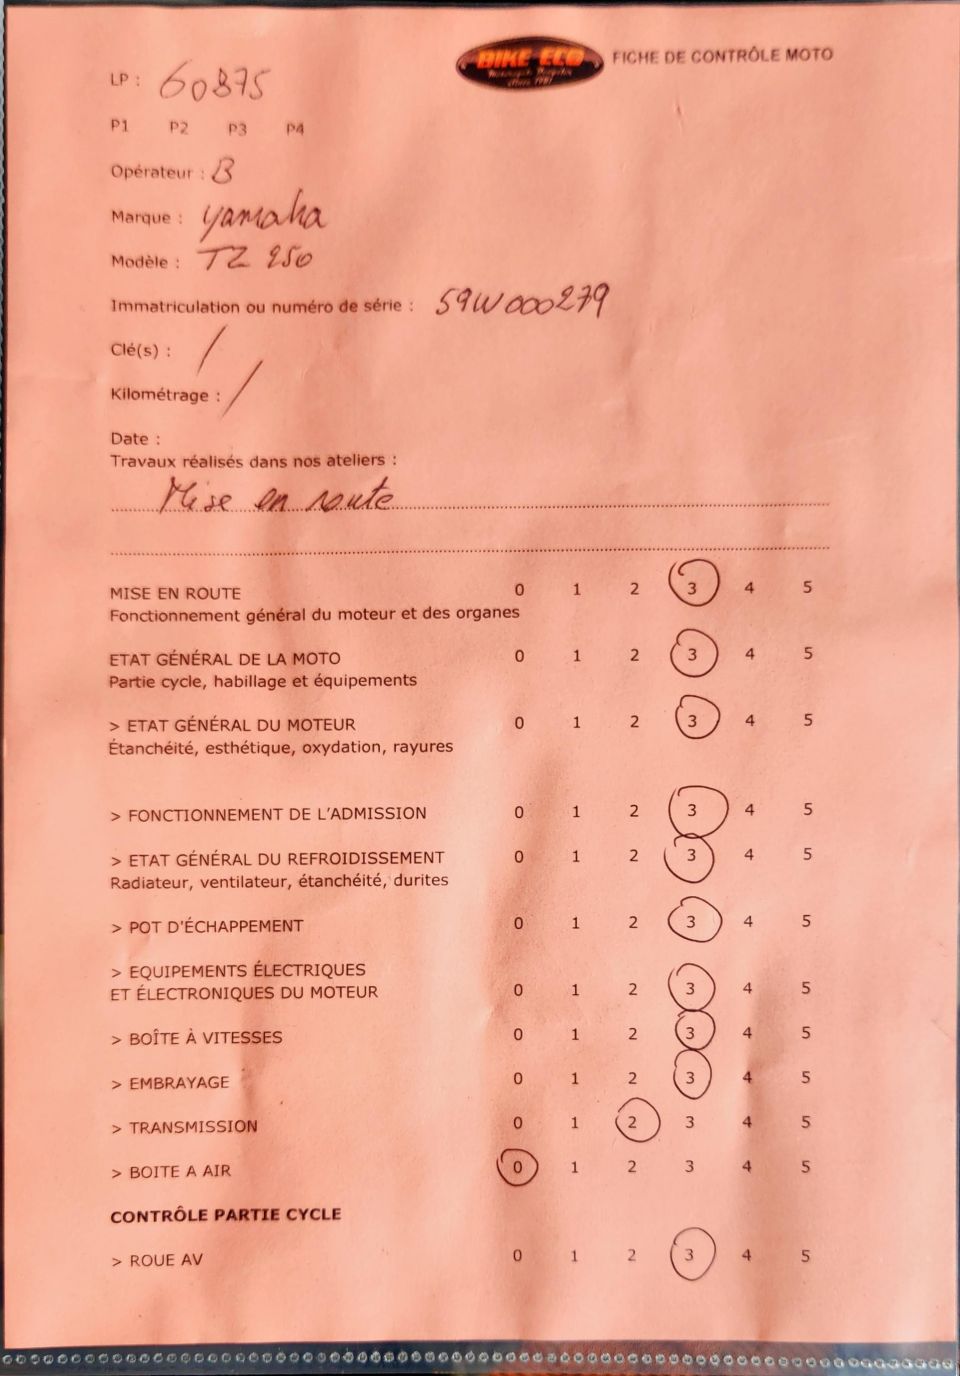 BIKE ECO
FICHE DE CONTRÔLE MOTO
LP : 60875
P1 P2 P3 P4
Opérateur : B
Marque : yamaha
Modèle : TZ 250
Immatriculation ou numéro de série : 59W000279
Clé(s) : /
Kilométrage : /
Date :
Travaux réalisés dans nos ateliers :
Mise en route
MISE EN ROUTE 0 1 2 3 4 5
Fonctionnement général du moteur et des organes
ETAT GÉNÉRAL DE LA MOTO 0 1 2 3 4 5
Partie cycle, habillage et équipements
> ETAT GÉNÉRAL DU MOTEUR 0 1 2 3 4 5
Étanchéité, esthétique, oxydation, rayures
> FONCTIONNEMENT DE L'ADMISSION 0 1 2 3 4 5
> ETAT GÉNÉRAL DU REFROIDISSEMENT 0 1 2 3 4 5
Radiateur, ventilateur, étanchéité, durites
> POT D'ÉCHAPPEMENT 0 1 2 3 4 5
> EQUIPEMENTS ÉLECTRIQUES
ET ÉLECTRONIQUES DU MOTEUR 0 1 2 3 4 5
> BOÎTE À VITESSES 0 1 2 3 4 5
> EMBRAYAGE 0 1 2 3 4 5
> TRANSMISSION 0 1 2 3 4 5
> BOITE A AIR 0 1 2 3 4 5
CONTRÔLE PARTIE CYCLE
> ROUE AV 0 1 2 3 4 5